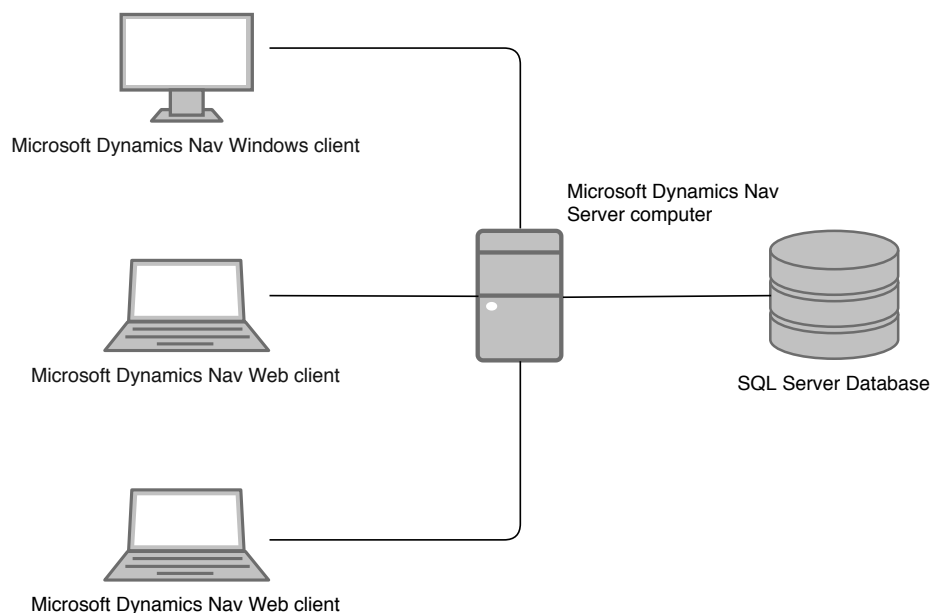 Microsoft Dynamics Nav Windows client
Microsoft Dynamics Nav
Server computer
Microsoft Dynamics Nav Web client
SQL Server Database
Microsoft Dynamics Nav Web client